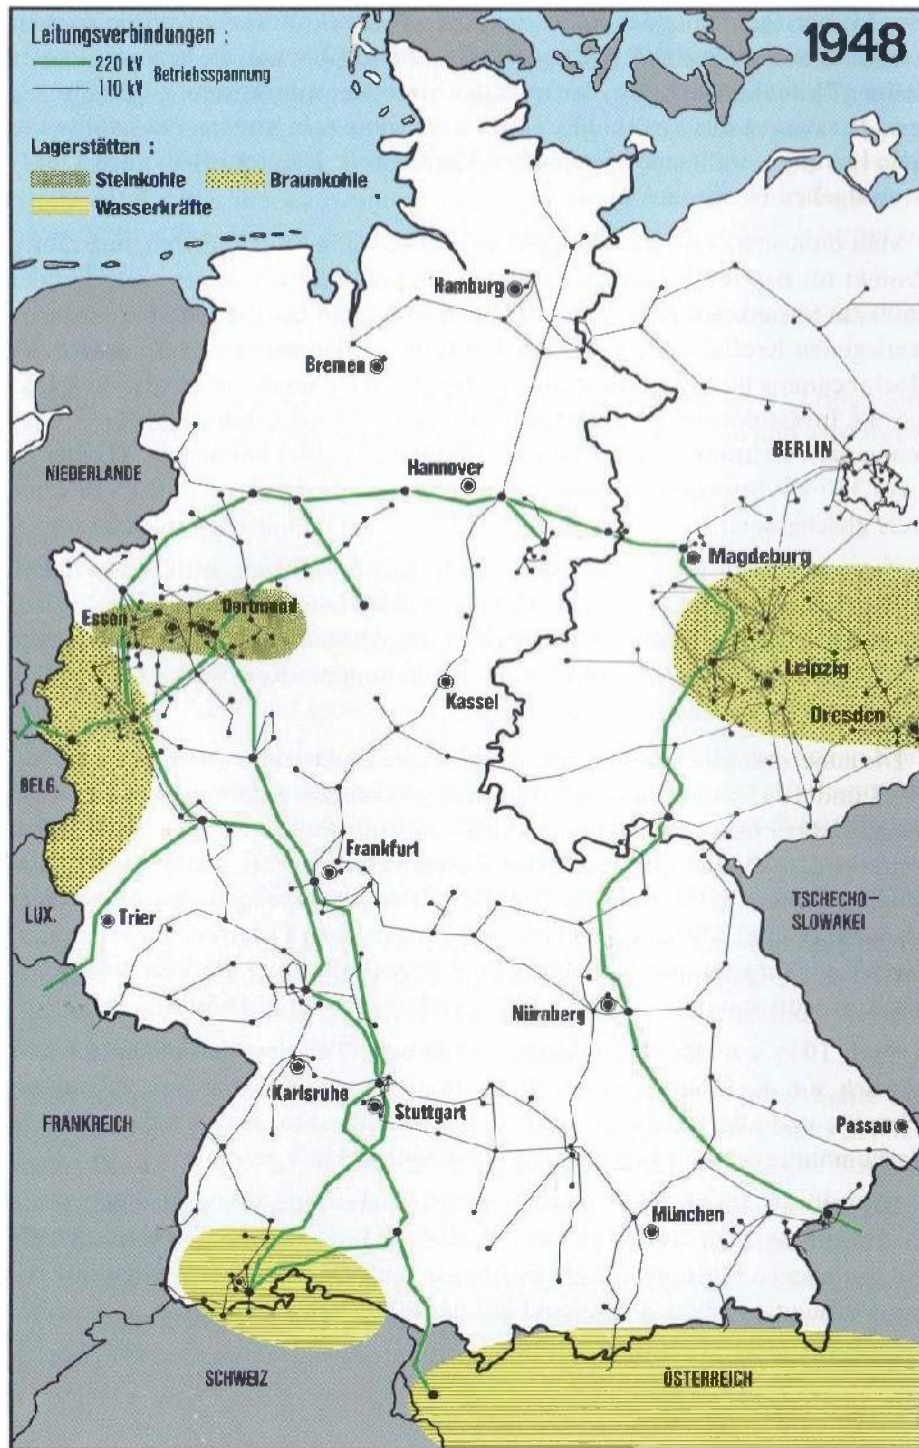 Leitungsverbindungen :
1948
220 kV
110 kV
Betriebsspannung
Lagerstätten :
Steinkohle
Braunkohle
Wasserkräfte
Hamburg
Bremen
NIEDERLANDE
Hannover
BERLIN
Magdeburg
Essen
Dortmund
Leipzig
Kassel
Dresden
BELG.
Frankfurt
LUX.
Trier
TSCHECHO-
SLOWAKEI
Nürnberg
Karlsruhe
Stuttgart
FRANKREICH
Passau
München
SCHWEIZ
ÖSTERREICH